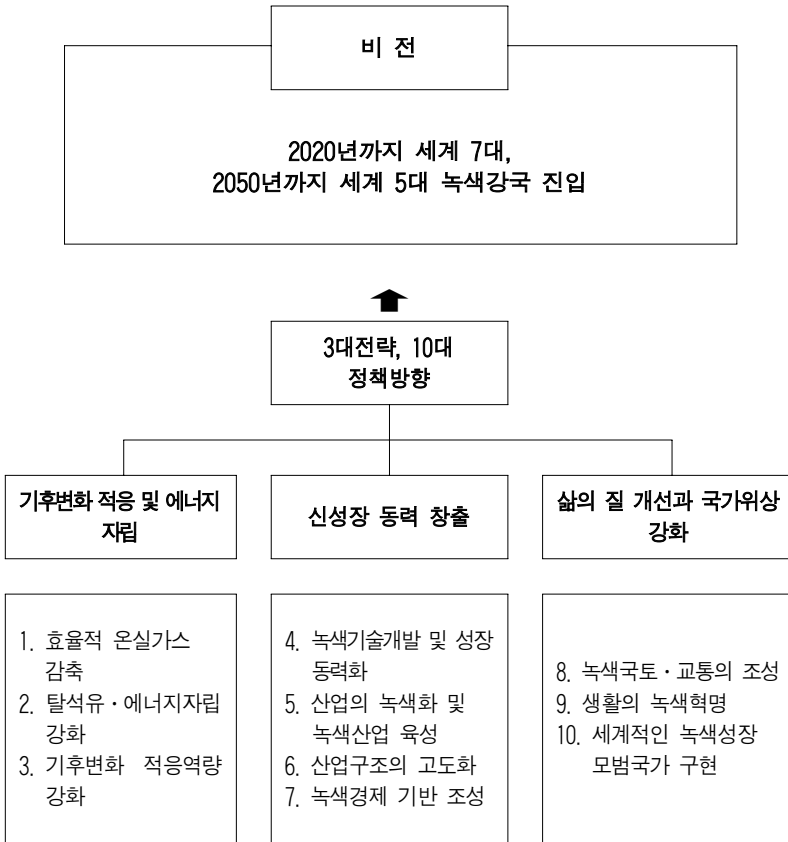 비 전
2020년까지 세계 7대,
2050년까지 세계 5대 녹색강국 진입
3대전략, 10대
정책방향
기후변화 적응 및 에너지
자립
신성장 동력 창출
삶의 질 개선과 국가위상
강화
1. 효율적 온실가스
감축
2. 탈석유·에너지자립
강화
3. 기후변화 적응역량
강화
4. 녹색기술개발 및 성장
동력화
5. 산업의 녹색화 및
녹색산업 육성
6. 산업구조의 고도화
7. 녹색경제 기반 조성
8. 녹색국토·교통의 조성
9. 생활의 녹색혁명
10. 세계적인 녹색성장
모범국가 구현